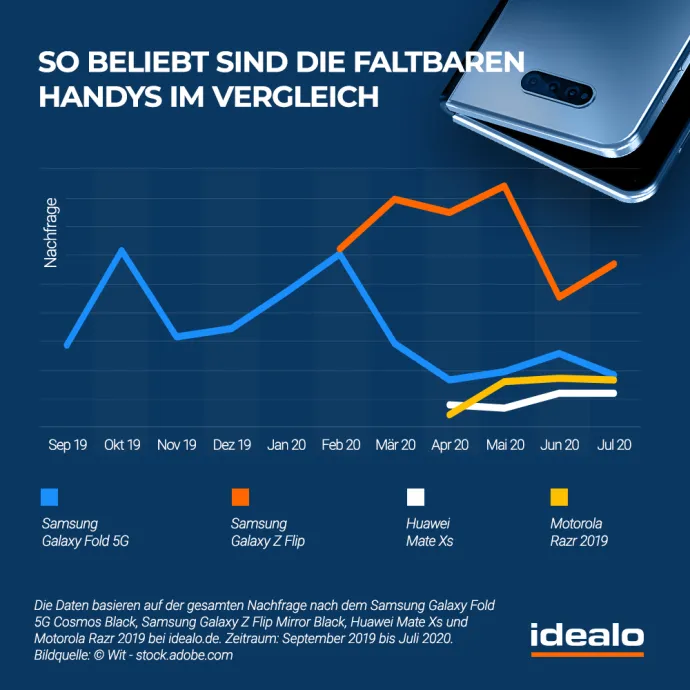 SO BELIEBT SIND DIE FALTBAREN
HANDYS IM VERGLEICH
Nachfrage
Sep 19 Okt 19 Nov 19 Dez 19 Jan 20 Feb 20 Mär 20 Apr 20 Mai 20 Jun 20 Jul 20
Samsung
Galaxy Fold 5G
Samsung
Galaxy Z Flip
Huawei
Mate Xs
Motorola
Razr 2019
Die Daten basieren auf der gesamten Nachfrage nach dem Samsung Galaxy Fold
5G Cosmos Black, Samsung Galaxy Z Flip Mirror Black, Huawei Mate Xs und
Motorola Razr 2019 bei idealo.de. Zeitraum: September 2019 bis Juli 2020.
Bildquelle: © Wit - stock.adobe.com
idealo